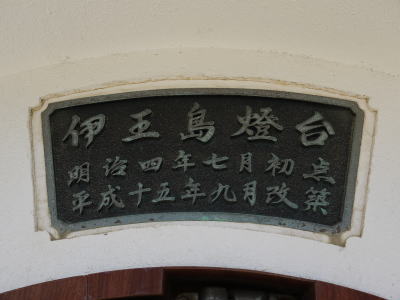 伊王島燈台
明治四年七月初点
平成十五年九月改築